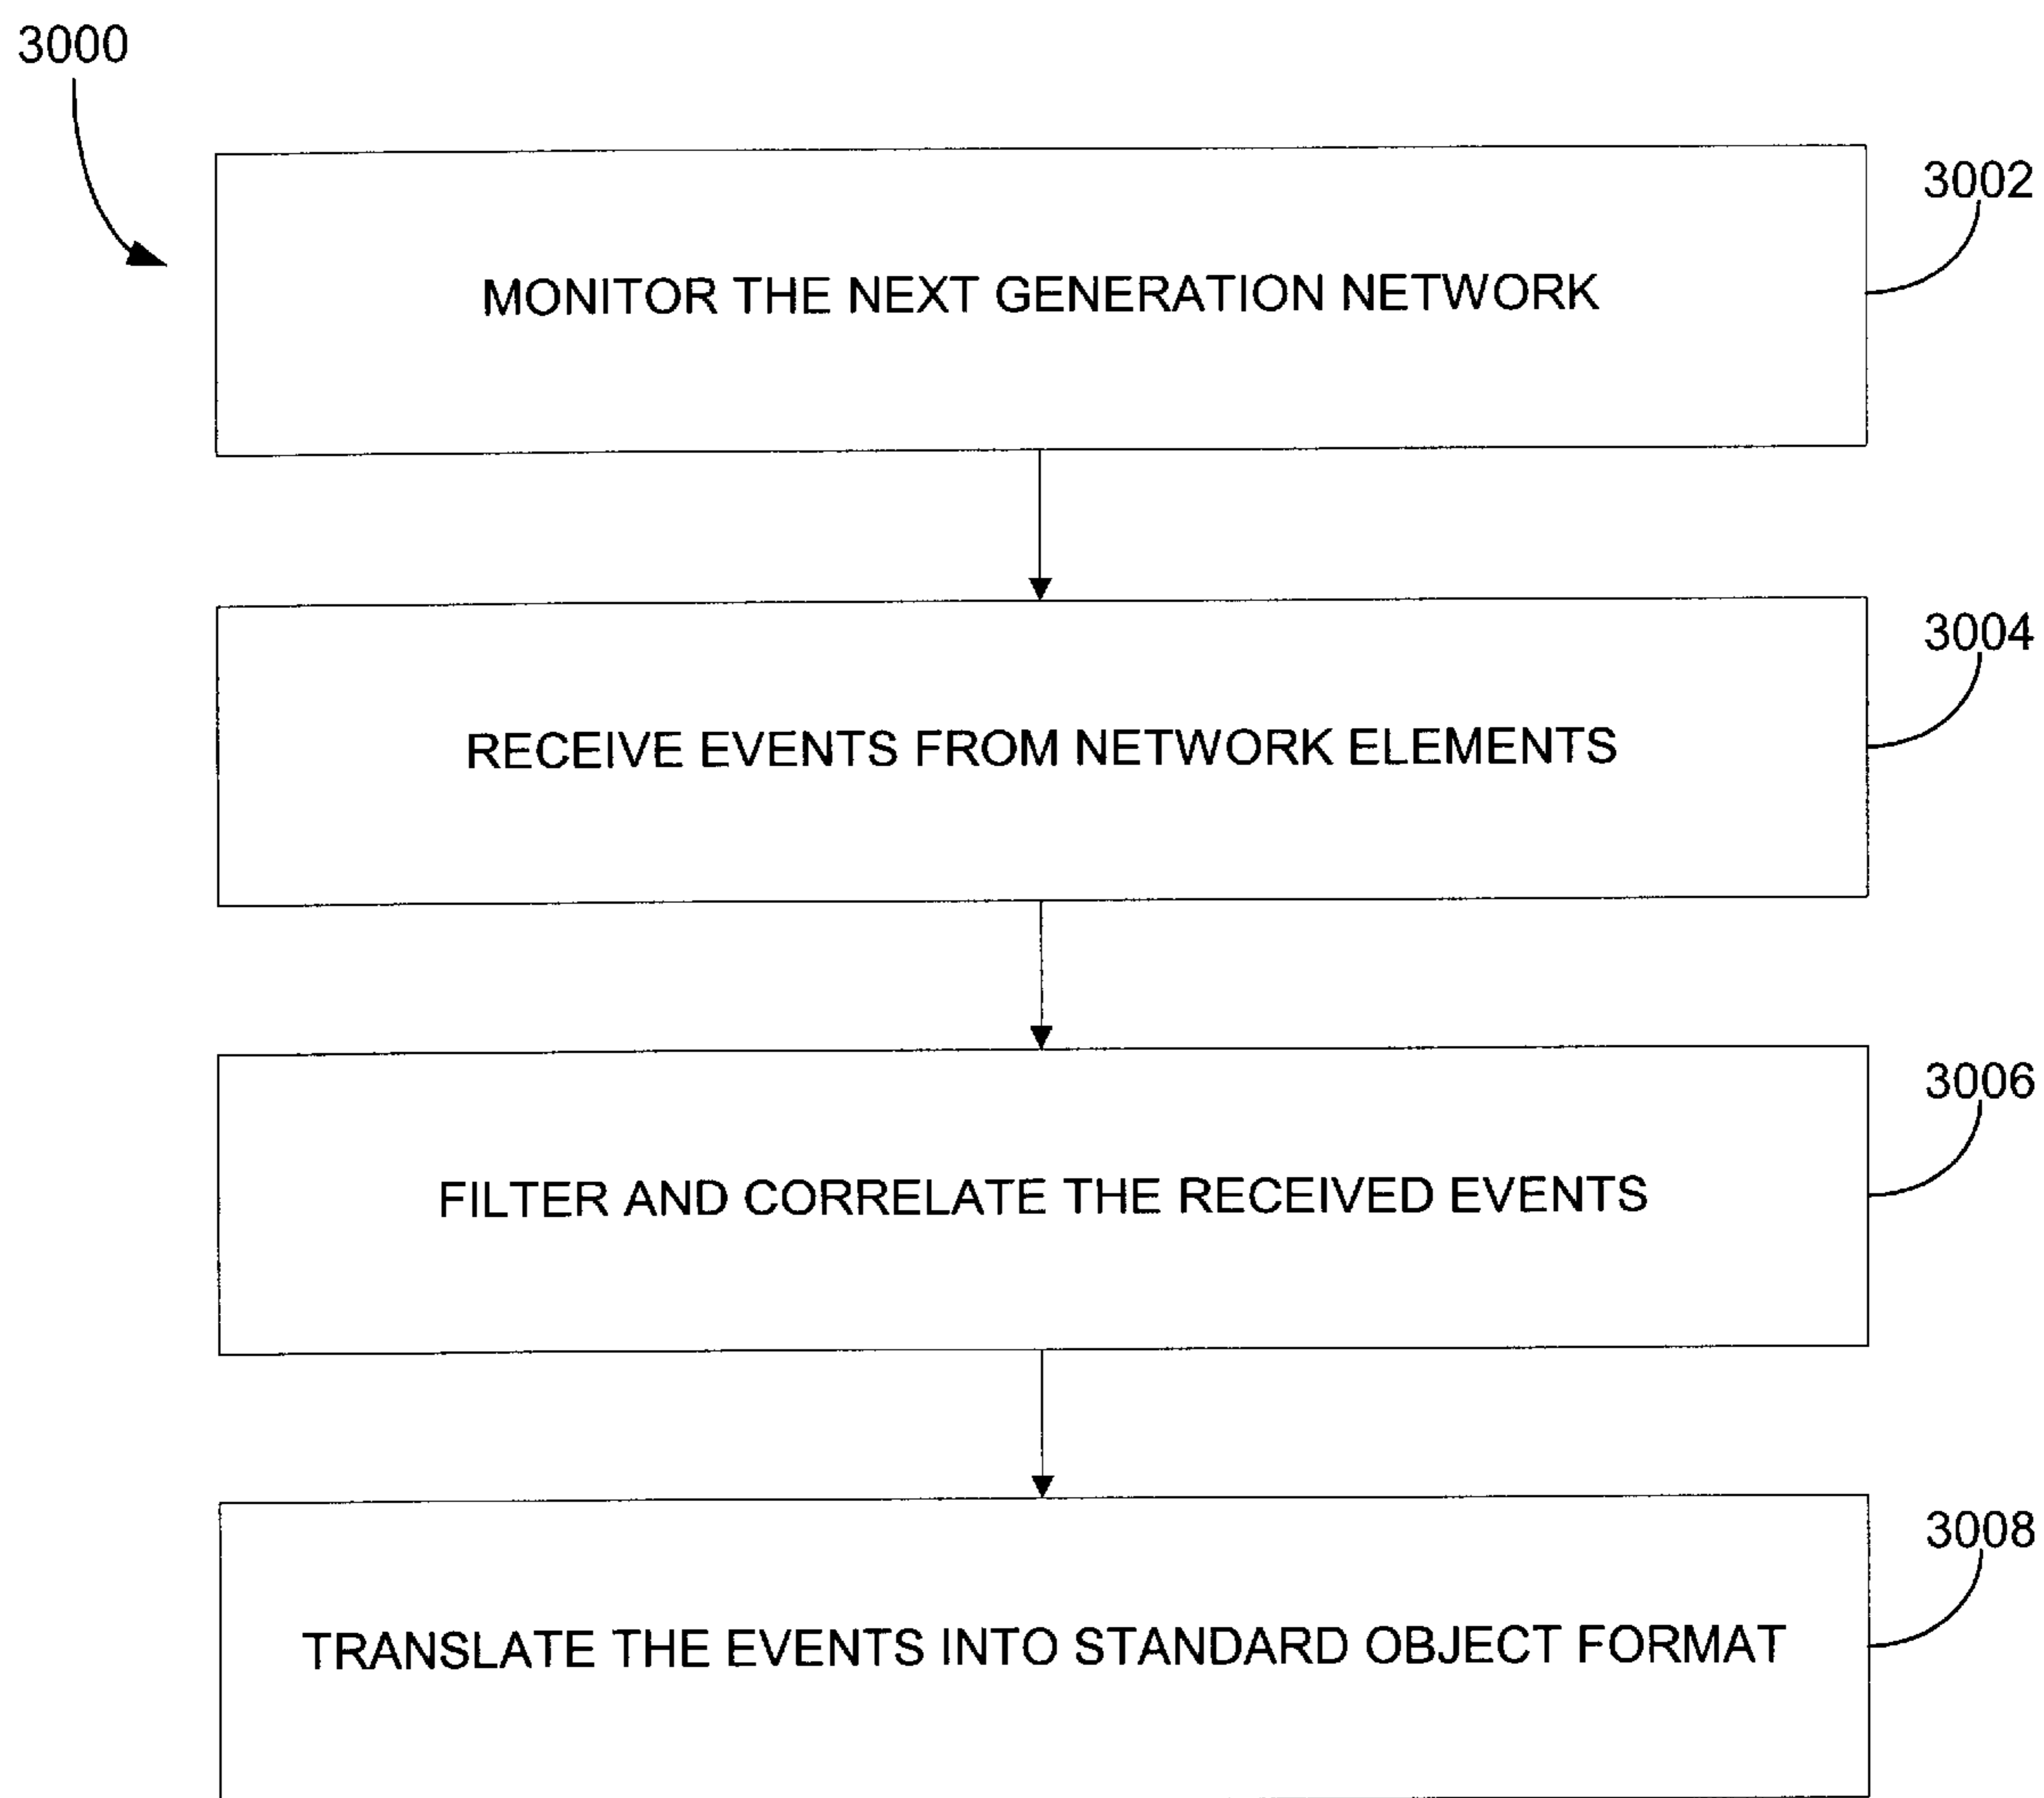 3000
3002
MONITOR THE NEXT GENERATION NETWORK
3004
RECEIVE EVENTS FROM NETWORK ELEMENTS
3006
FILTER AND CORRELATE THE RECEIVED EVENTS
3008
TRANSLATE THE EVENTS INTO STANDARD OBJECT FORMAT